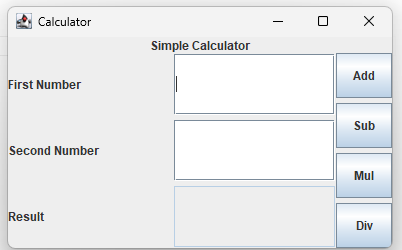 Calculator
Simple Calculator
First Number
Add
Sub
Second Number
Mul
Result
Div